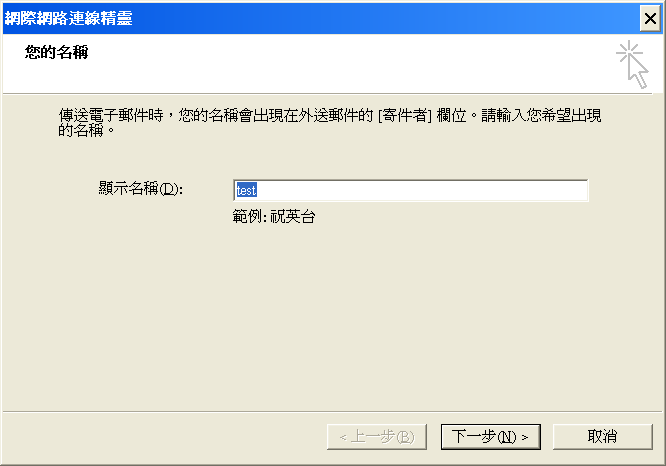 網際網路連線精靈
您的名稱
傳送電子郵件時，您的名稱會出現在外送郵件的 [寄件者] 欄位。請輸入您希望出現
的名稱。
顯示名稱(D): test
範例: 祝英台
< 上一步(B) 下一步(N) > 取消